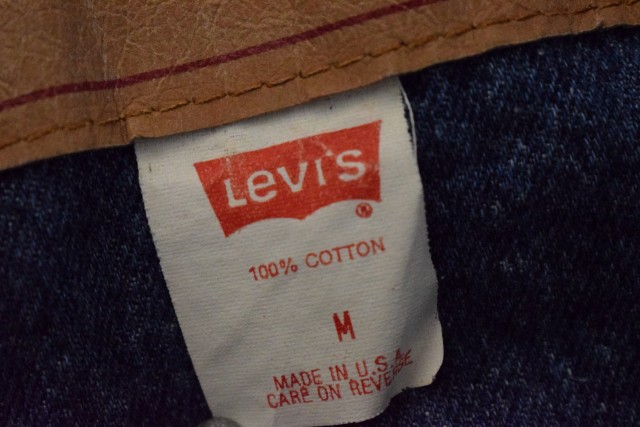 Levi's
®
100% COTTON
M
MADE IN U.S.A.
CARE ON REVERSE